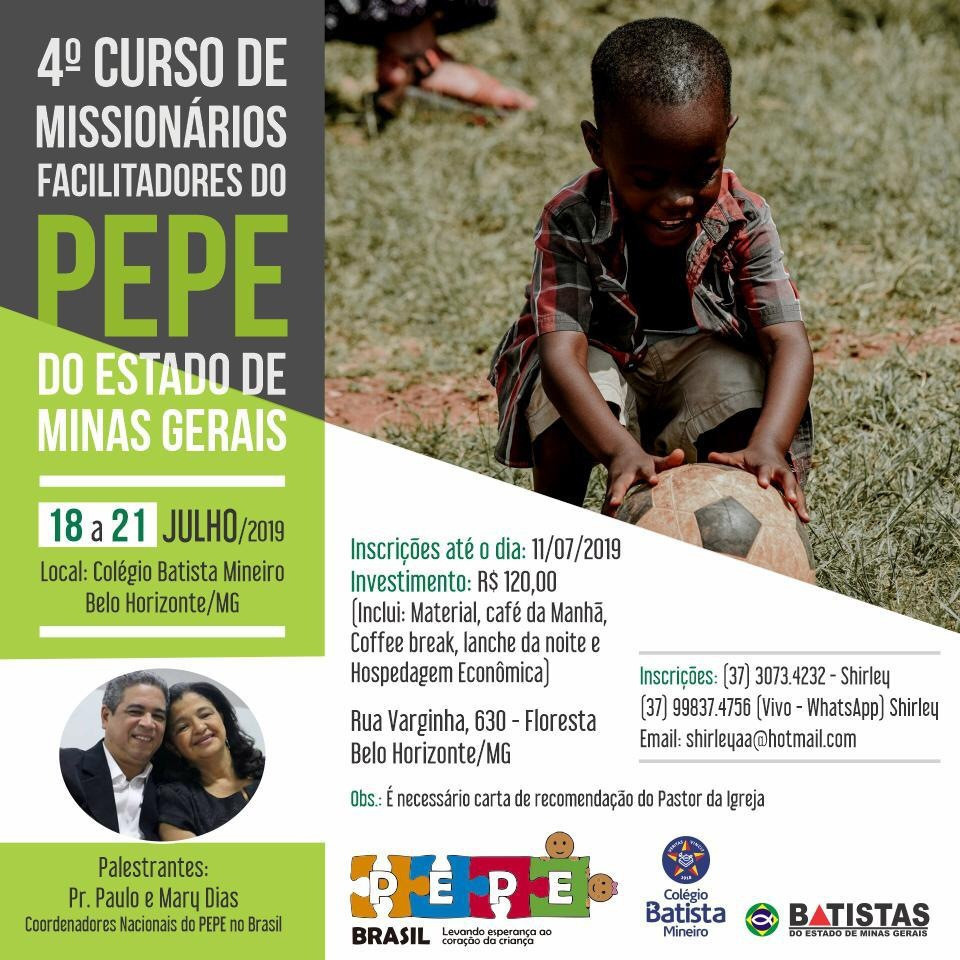 4º CURSO DE
MISSIONÁRIOS
FACILITADORES DO
PEPE
DO ESTADO DE
MINAS GERAIS
18 a 21 JULHO/2019
Local: Colégio Batista Mineiro
Belo Horizonte/MG
Palestrantes:
Pr. Paulo e Mary Dias
Coordenadores Nacionais do PEPE no Brasil
Inscrições até o dia: 11/07/2019
Investimento: R$ 120,00
(Inclui: Material, café da Manhã,
Coffee break, lanche da noite e
Hospedagem Econômica)
Rua Varginha, 630 - Floresta
Belo Horizonte/MG
Inscrições: (37) 3073.4232 - Shirley
(37) 99837.4756 (Vivo - WhatsApp) Shirley
Email: shirleyaa@hotmail.com
Obs.: É necessário carta de recomendação do Pastor da Igreja
PEPE
BRASIL
Levando esperança ao
coração da criança
Colégio
Batista
Mineiro
BATISTAS
DO ESTADO DE MINAS GERAIS